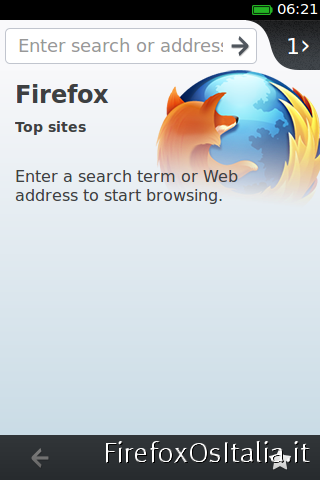 06:21
Enter search or address
1
Firefox
Top sites
Enter a search term or Web
address to start browsing.
FirefoxOsItalia.it